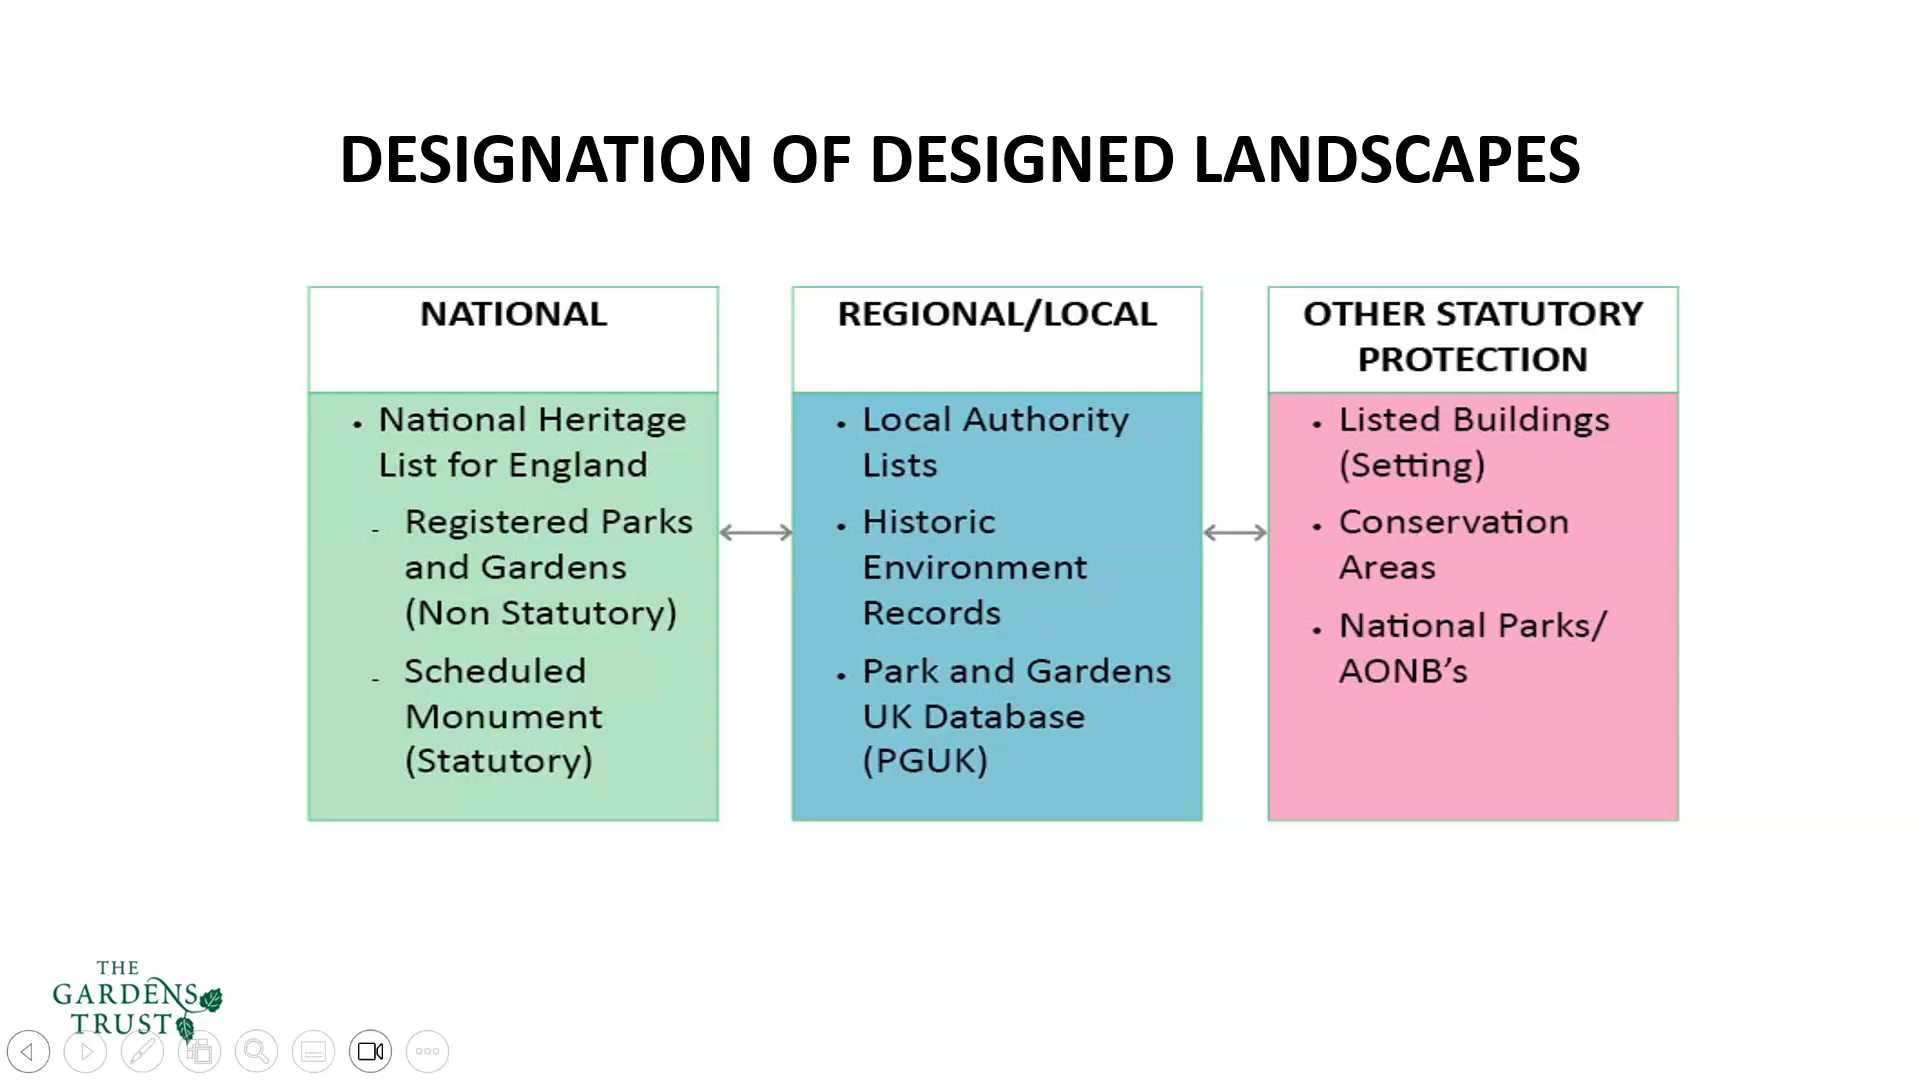 DESIGNATION OF DESIGNED LANDSCAPES
NATIONAL
• National Heritage
List for England
- Registered Parks
and Gardens
(Non Statutory)
- Scheduled
Monument
(Statutory)
REGIONAL/LOCAL
• Local Authority
Lists
• Historic
Environment
Records
• Park and Gardens
UK Database
(PGUK)
OTHER STATUTORY
PROTECTION
• Listed Buildings
(Setting)
• Conservation
Areas
• National Parks/
AONB’s
THE
GARDENS
TRUST